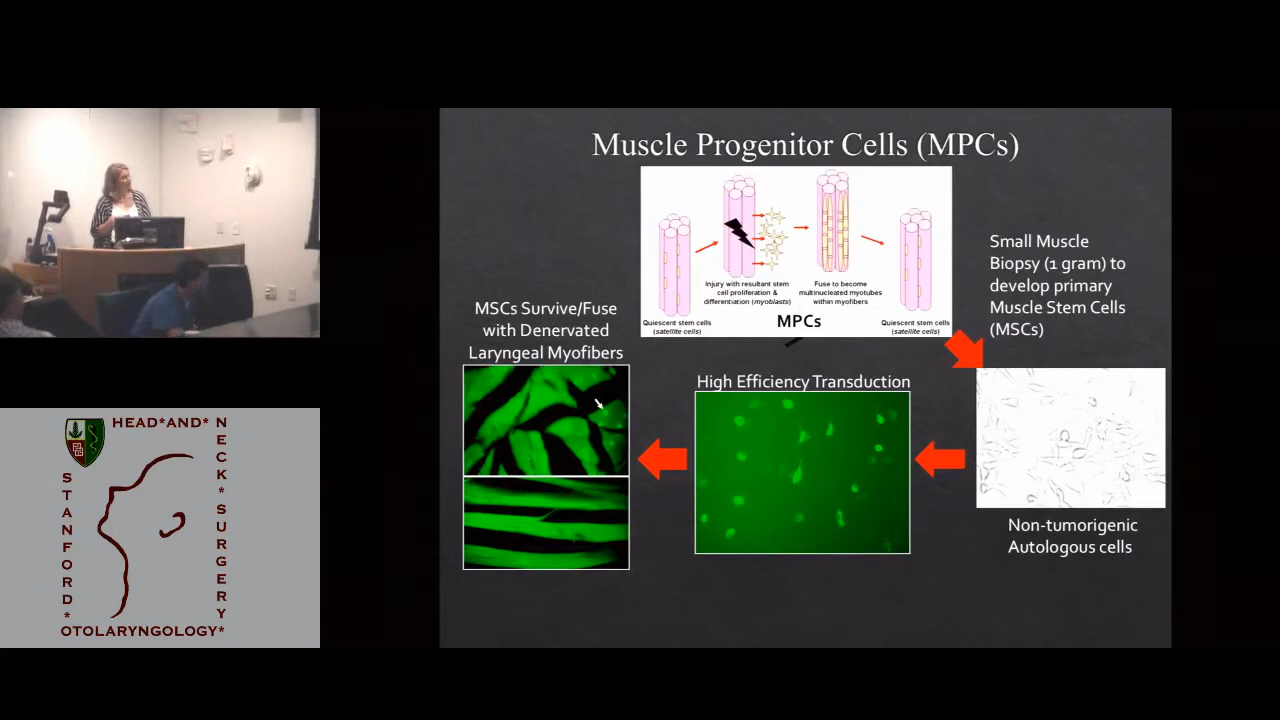 Muscle Progenitor Cells (MPCs)
Injury with resultant stem
cell proliferation &
differentiation (myoblasts)
Fuse to become
multinucleated myotubes
within myofibers
Quiescent stem cells
(satellite cells)
MPCs
Quiescent stem cells
(satellite cells)
Small Muscle
Biopsy (1 gram) to
develop primary
Muscle Stem Cells
(MSCs)
MSCs Survive/Fuse
with Denervated
Laryngeal Myofibers
High Efficiency Transduction
Non-tumorigenic
Autologous cells
HEAD*AND*
NECK*SURGERY*
STANFORD*
OTOLARYNGOLOGY*